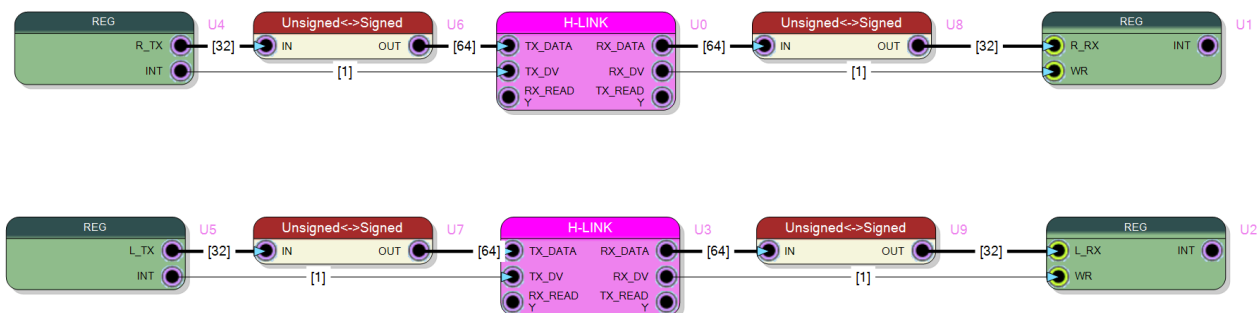 REG U4 Unsigned<->Signed U6 H-LINK U0 Unsigned<->Signed U8 REG U1
R_TX [32] IN OUT [64] TX_DATA RX_DATA [64] IN OUT [32] R_RX INT
INT [1] TX_DV RX_DV [1] WR
RX_READ TX_READ
Y Y
REG U5 Unsigned<->Signed U7 H-LINK U3 Unsigned<->Signed U9 REG U2
L_TX [32] IN OUT [64] TX_DATA RX_DATA [64] IN OUT [32] L_RX INT
INT [1] TX_DV RX_DV [1] WR
RX_READ TX_READ
Y Y